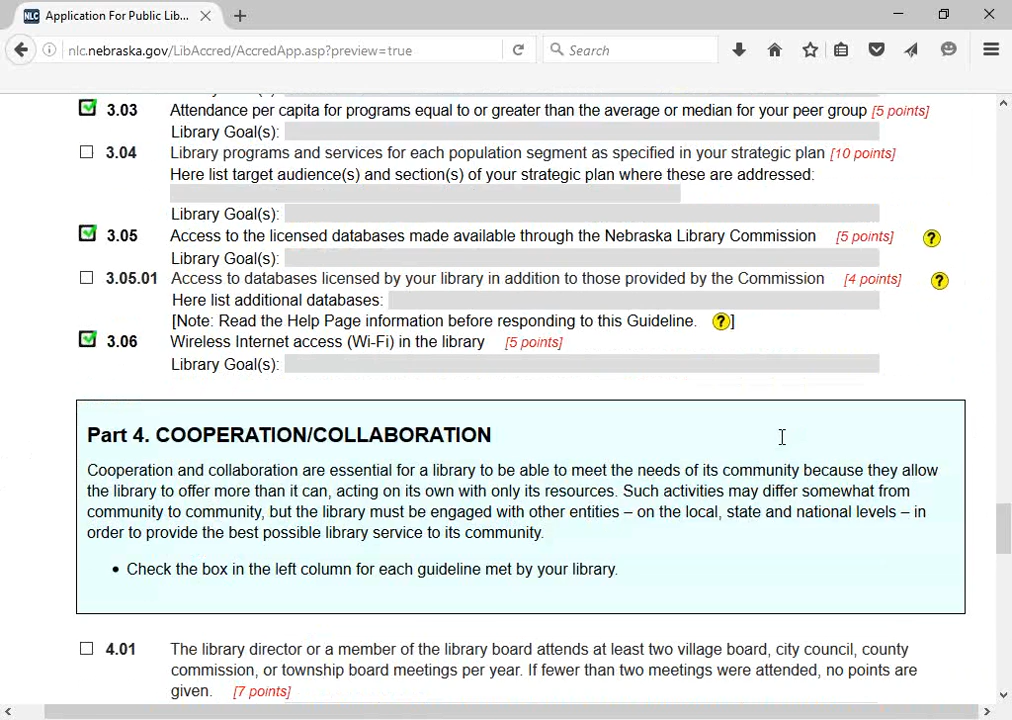 NLC Application For Public Lib...
nlc.nebraska.gov/LibAccred/AccredApp.asp?preview=true
Search
3.03 Attendance per capita for programs equal to or greater than the average or median for your peer group [5 points]
Library Goal(s):
3.04 Library programs and services for each population segment as specified in your strategic plan [10 points]
Here list target audience(s) and section(s) of your strategic plan where these are addressed:
Library Goal(s):
3.05 Access to the licensed databases made available through the Nebraska Library Commission [5 points] ?
Library Goal(s):
3.05.01 Access to databases licensed by your library in addition to those provided by the Commission [4 points] ?
Here list additional databases:
[Note: Read the Help Page information before responding to this Guideline. ?]
3.06 Wireless Internet access (Wi-Fi) in the library [5 points]
Library Goal(s):
Part 4. COOPERATION/COLLABORATION
Cooperation and collaboration are essential for a library to be able to meet the needs of its community because they allow
the library to offer more than it can, acting on its own with only its resources. Such activities may differ somewhat from
community to community, but the library must be engaged with other entities – on the local, state and national levels – in
order to provide the best possible library service to its community.
• Check the box in the left column for each guideline met by your library.
4.01 The library director or a member of the library board attends at least two village board, city council, county
commission, or township board meetings per year. If fewer than two meetings were attended, no points are
given. [7 points]